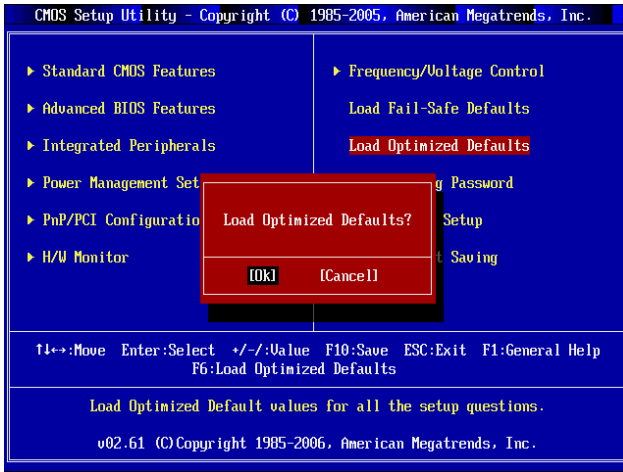 CMOS Setup Utility - Copyright (C) 1985-2005, American Megatrends, Inc.
▶ Standard CMOS Features
▶ Advanced BIOS Features
▶ Integrated Peripherals
▶ Power Management Set
▶ PnP/PCI Configuratio
▶ H/W Monitor
▶ Frequency/Voltage Control
Load Fail-Safe Defaults
Load Optimized Defaults
g Password
Setup
t Saving
Load Optimized Defaults?
[Ok] [Cancel]
↑↓←→:Move Enter:Select +/-/:Value F10:Save ESC:Exit F1:General Help
F6:Load Optimized Defaults
Load Optimized Default values for all the setup questions.
v02.61 (C)Copyright 1985-2006, American Megatrends, Inc.